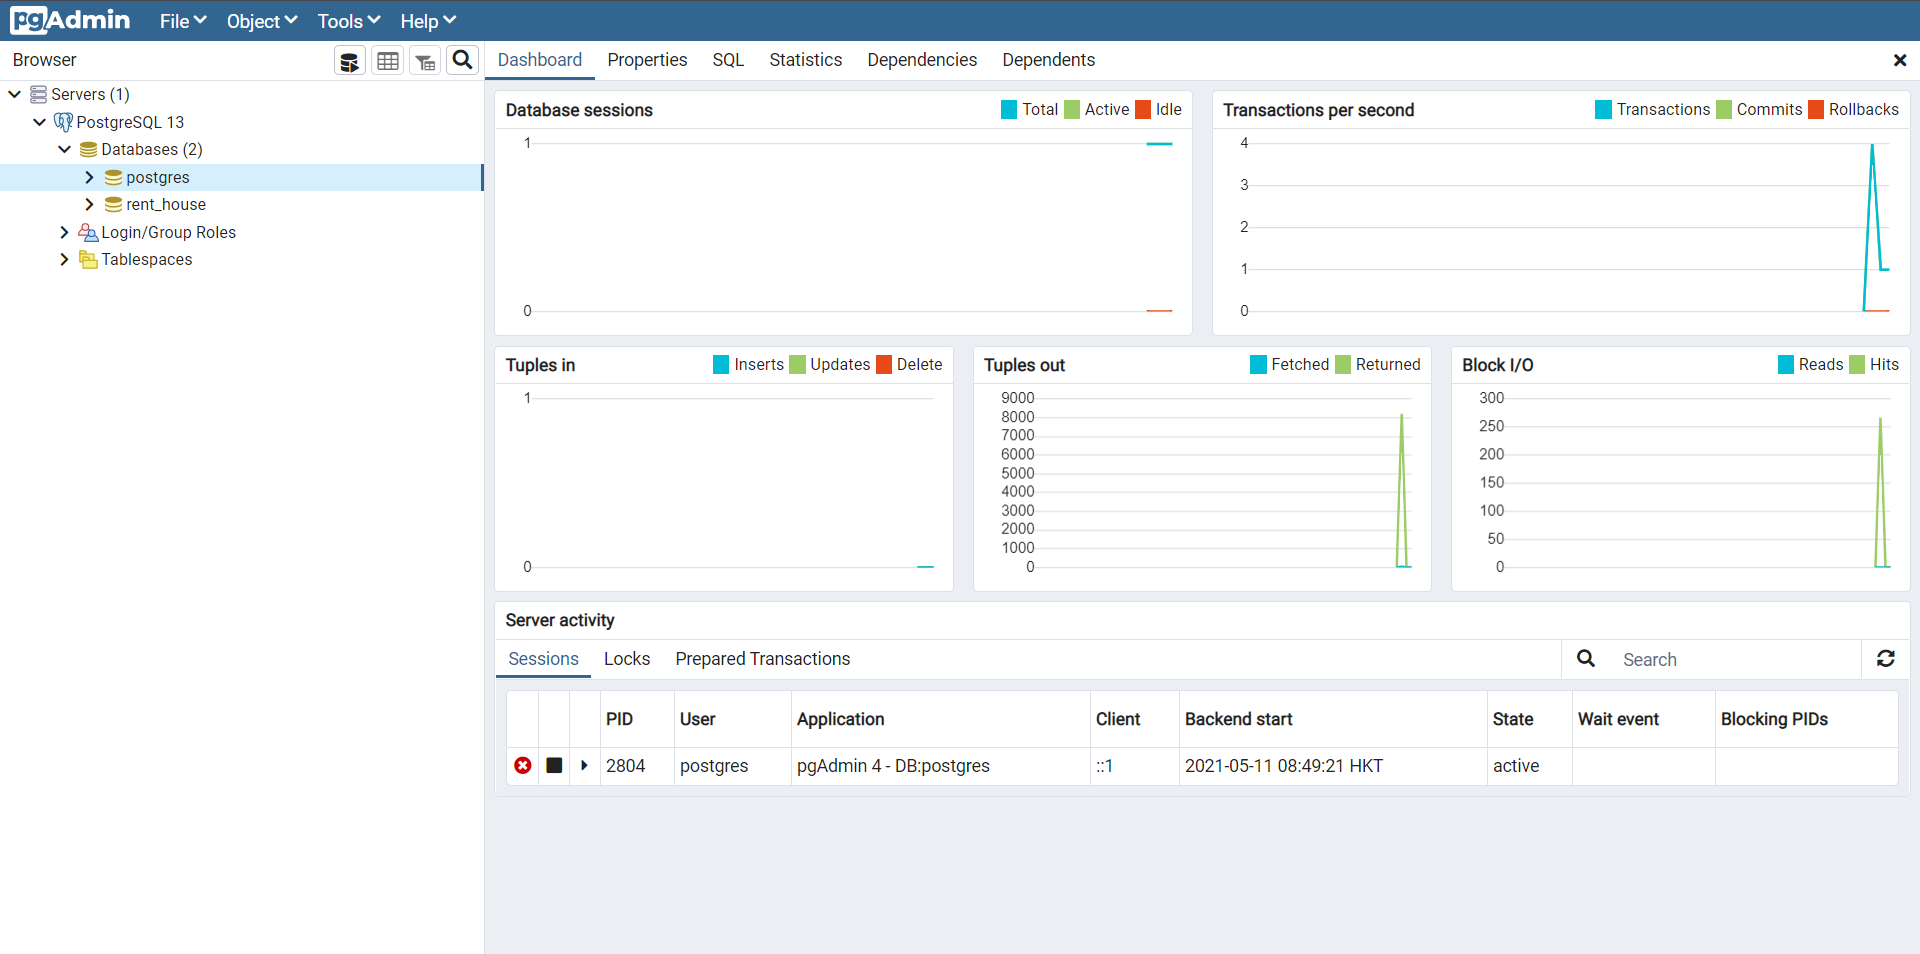 pgAdmin File Object Tools Help
Browser
Dashboard Properties SQL Statistics Dependencies Dependents
Servers (1)
PostgreSQL 13
Databases (2)
postgres
rent_house
Login/Group Roles
Tablespaces
Database sessions Total Active Idle
1
0
Transactions per second Transactions Commits Rollbacks
4
3
2
1
0
Tuples in Inserts Updates Delete
1
0
Tuples out Fetched Returned
9000
8000
7000
6000
5000
4000
3000
2000
1000
0
Block I/O Reads Hits
300
250
200
150
100
50
0
Server activity
Sessions Locks Prepared Transactions Search
PID User Application Client Backend start State Wait event Blocking PIDs
2804 postgres pgAdmin 4 - DB:postgres ::1 2021-05-11 08:49:21 HKT active